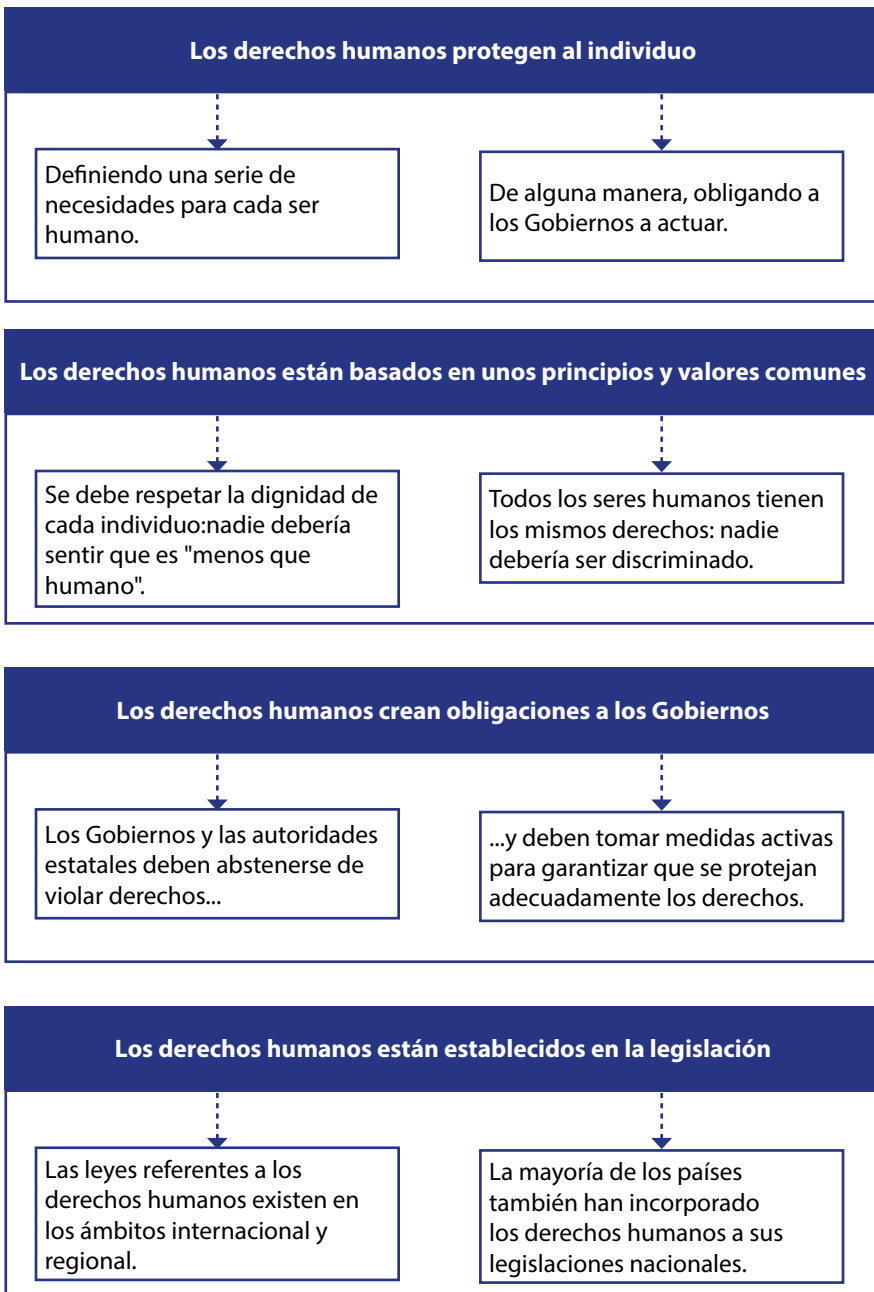 Los derechos humanos protegen al individuo
Definiendo una serie de
necesidades para cada ser
humano.
De alguna manera, obligando a
los Gobiernos a actuar.
Los derechos humanos están basados en unos principios y valores comunes
Se debe respetar la dignidad de
cada individuo:nadie debería
sentir que es "menos que
humano".
Todos los seres humanos tienen
los mismos derechos: nadie
debería ser discriminado.
Los derechos humanos crean obligaciones a los Gobiernos
Los Gobiernos y las autoridades
estatales deben abstenerse de
violar derechos...
...y deben tomar medidas activas
para garantizar que se protejan
adecuadamente los derechos.
Los derechos humanos están establecidos en la legislación
Las leyes referentes a los
derechos humanos existen en
los ámbitos internacional y
regional.
La mayoría de los países
también han incorporado
los derechos humanos a sus
legislaciones nacionales.